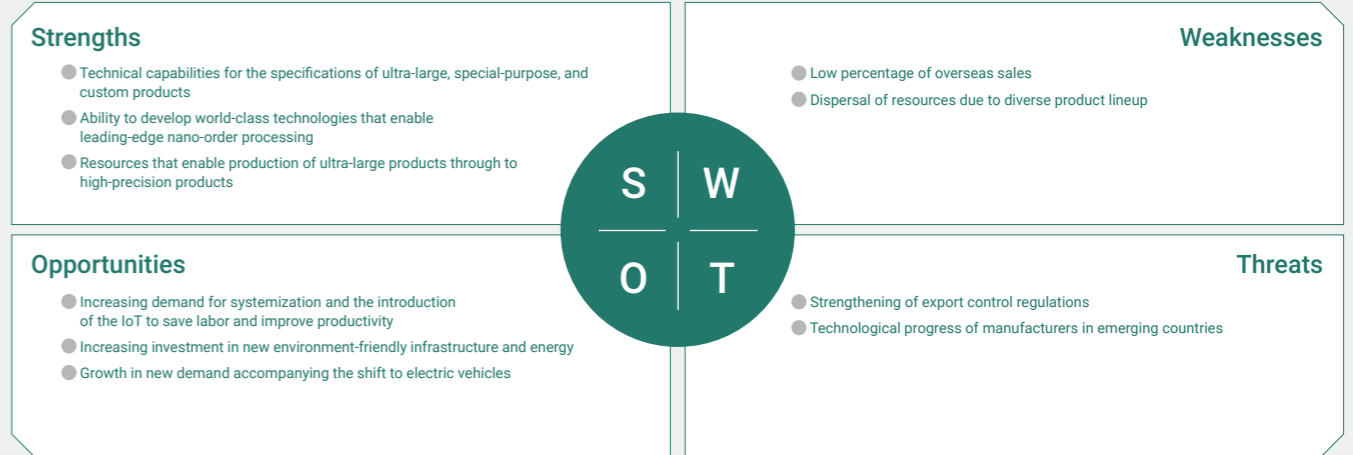 Strengths
Technical capabilities for the specifications of ultra-large, special-purpose, and
custom products
Ability to develop world-class technologies that enable
leading-edge nano-order processing
Resources that enable production of ultra-large products through to
high-precision products
Weaknesses
Low percentage of overseas sales
Dispersal of resources due to diverse product lineup
S W
O T
Opportunities
Increasing demand for systemization and the introduction
of the IoT to save labor and improve productivity
Increasing investment in new environment-friendly infrastructure and energy
Growth in new demand accompanying the shift to electric vehicles
Threats
Strengthening of export control regulations
Technological progress of manufacturers in emerging countries